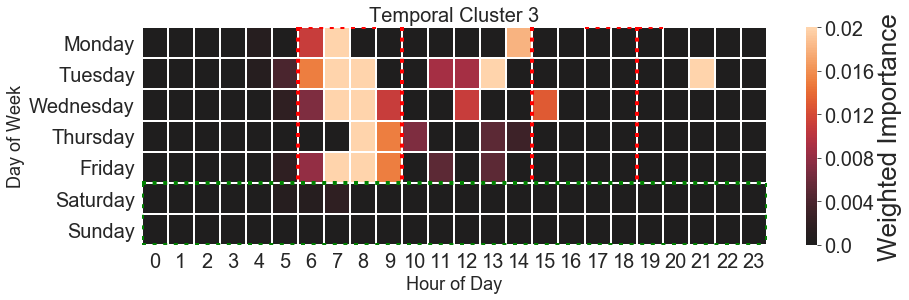 Temporal Cluster 3
Day of Week
Monday
Tuesday
Wednesday
Thursday
Friday
Saturday
Sunday
0 1 2 3 4 5 6 7 8 9 10 11 12 13 14 15 16 17 18 19 20 21 22 23
Hour of Day
0.02
0.016
0.012
0.008
0.004
0.0
Weighted Importance